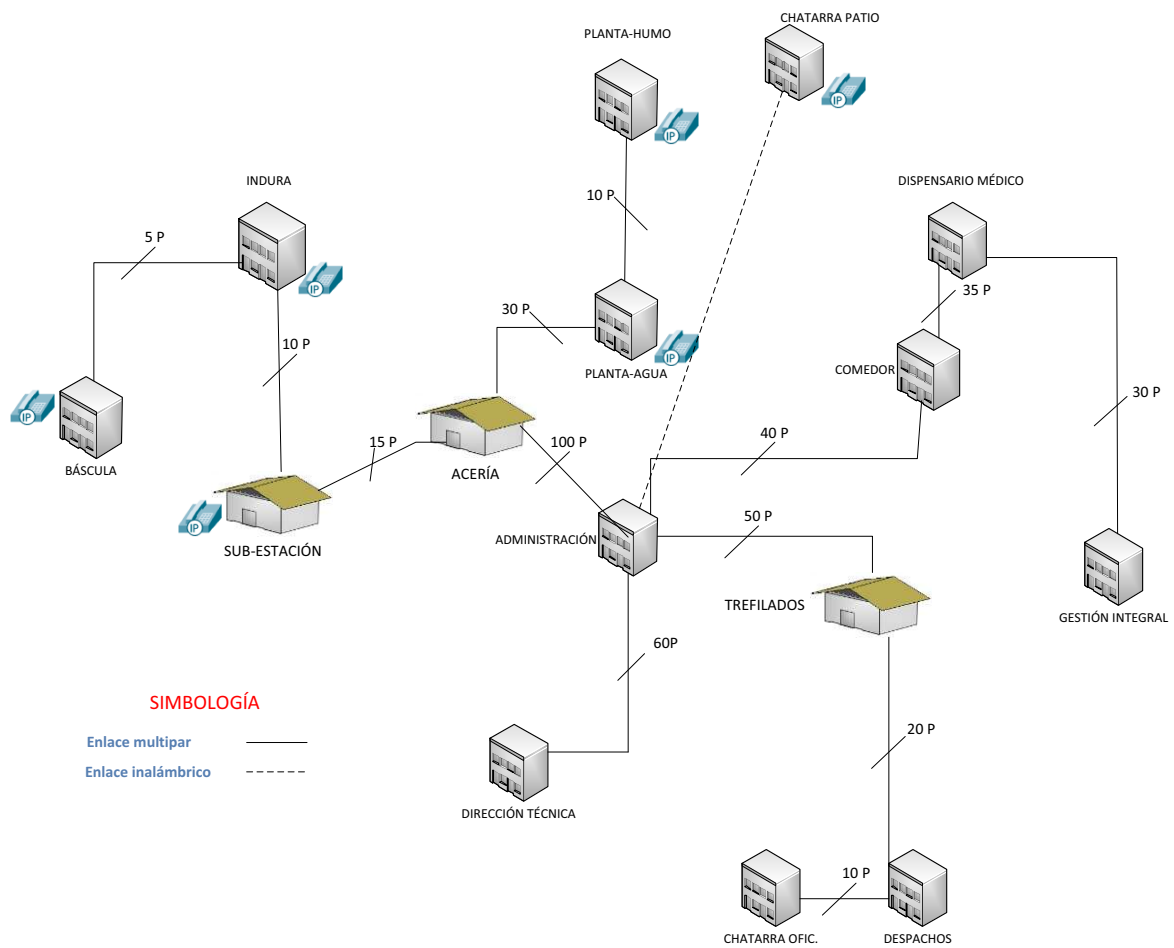 CHATARRA PATIO
PLANTA-HUMO
IP
IP
INDURA
DISPENSARIO MÉDICO
10 P
5 P
IP
35 P
30 P
10 P
IP
PLANTA-AGUA
COMEDOR
IP
30 P
BÁSCULA
15 P
100 P
40 P
ACERÍA
IP
50 P
ADMINISTRACIÓN
SUB-ESTACIÓN
TREFILADOS
GESTIÓN INTEGRAL
60P
SIMBOLOGÍA
Enlace multipar
20 P
Enlace inalámbrico
DIRECCIÓN TÉCNICA
10 P
CHATARRA OFIC.
DESPACHOS